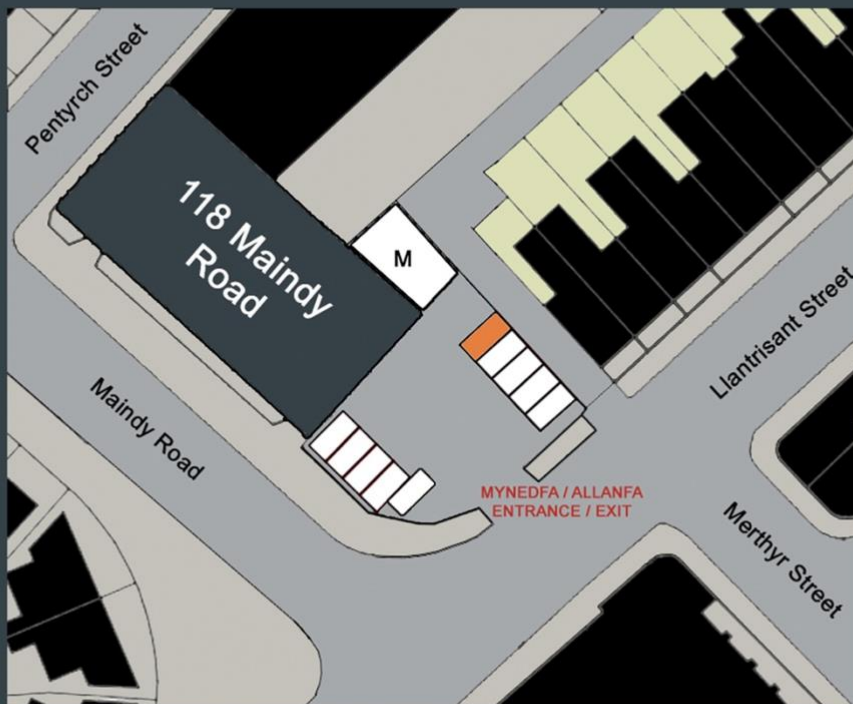 Pentyrch Street
118 Maindy
Road
M
Maindy Road
Llantrisant Street
MYNEDFA / ALLANFA
ENTRANCE / EXIT
Merthyr Street